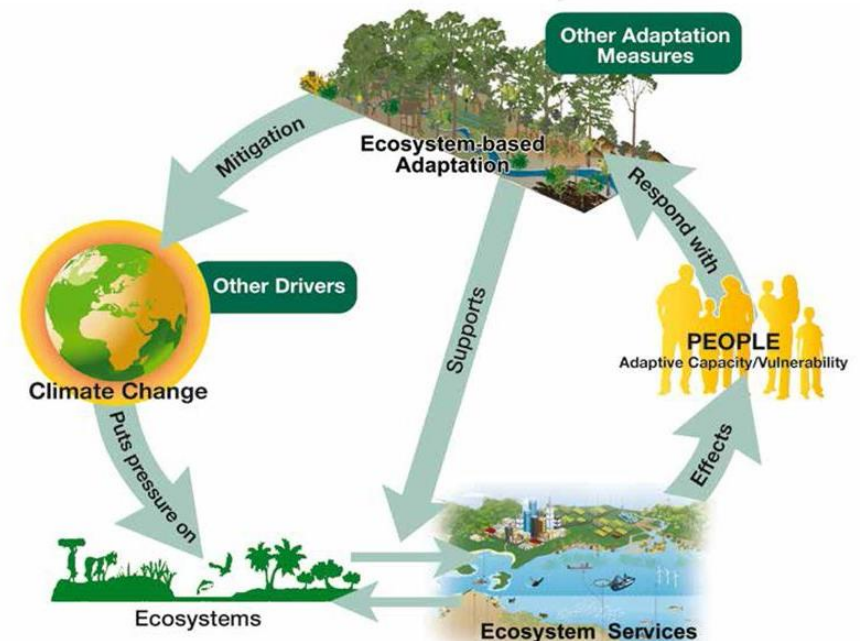 Other Adaptation
Measures
Mitigation
Ecosystem-based
Adaptation
Respond with
Other Drivers
Supports
PEOPLE
Adaptive Capacity/Vulnerability
Climate Change
Puts pressure on
Effects
Ecosystems
Ecosystem Services